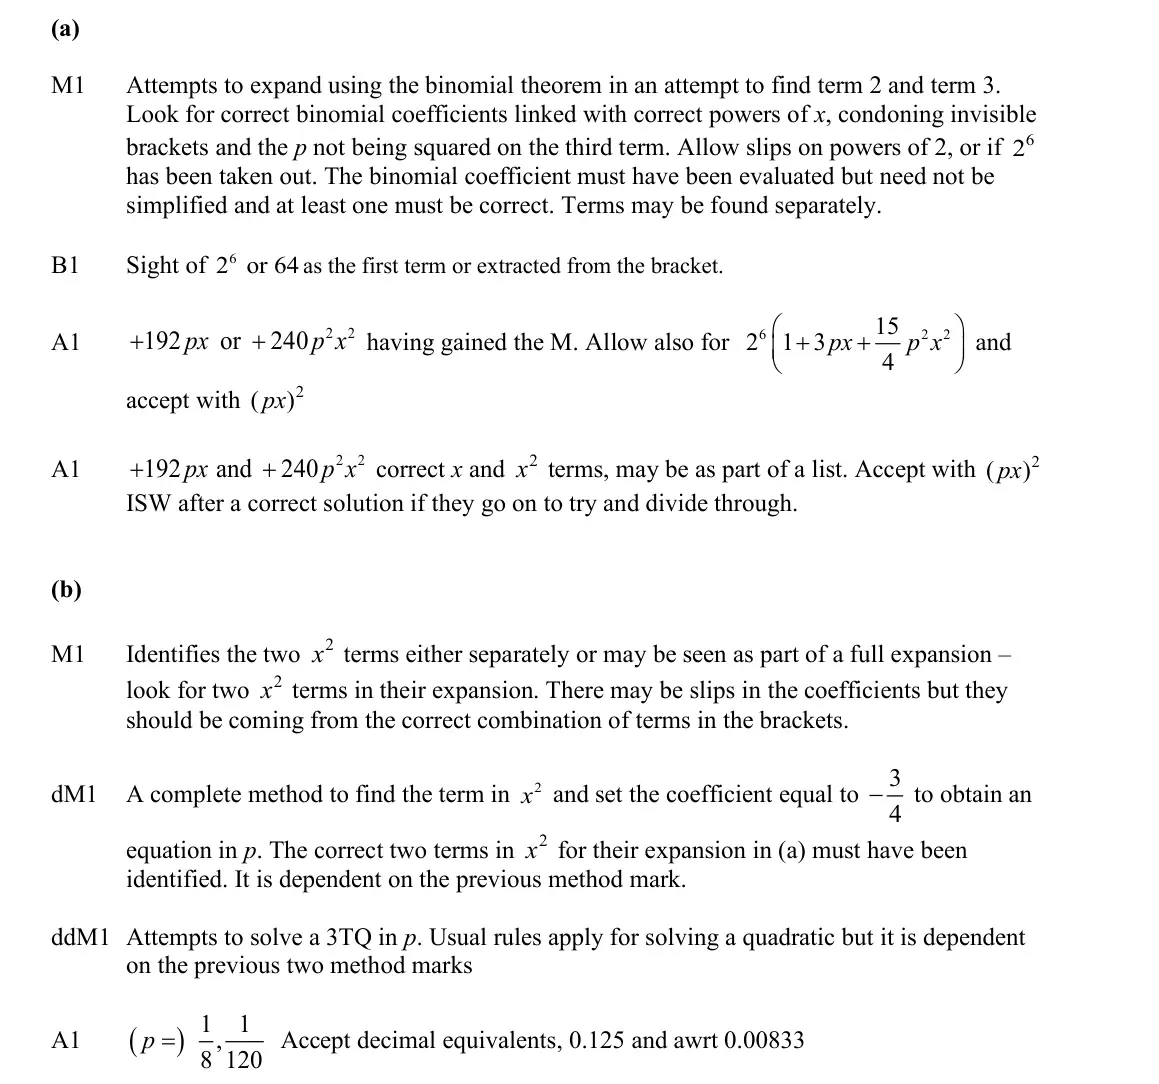 (a)
M1 Attempts to expand using the binomial theorem in an attempt to find term 2 and term 3.
Look for correct binomial coefficients linked with correct powers of x, condoning invisible
brackets and the p not being squared on the third term. Allow slips on powers of 2, or if 2⁶
has been taken out. The binomial coefficient must have been evaluated but need not be
simplified and at least one must be correct. Terms may be found separately.
B1 Sight of 2⁶ or 64 as the first term or extracted from the bracket.
A1 +192px or +240p²x² having gained the M. Allow also for 2⁶(1+3px+15/4 p²x²) and
accept with (px)²
A1 +192px and +240p²x² correct x and x² terms, may be as part of a list. Accept with (px)²
ISW after a correct solution if they go on to try and divide through.
(b)
M1 Identifies the two x² terms either separately or may be seen as part of a full expansion –
look for two x² terms in their expansion. There may be slips in the coefficients but they
should be coming from the correct combination of terms in the brackets.
dM1 A complete method to find the term in x² and set the coefficient equal to −3/4 to obtain an
equation in p. The correct two terms in x² for their expansion in (a) must have been
identified. It is dependent on the previous method mark.
ddM1 Attempts to solve a 3TQ in p. Usual rules apply for solving a quadratic but it is dependent
on the previous two method marks
A1 (p =) 1/8, 1/120 Accept decimal equivalents, 0.125 and awrt 0.00833